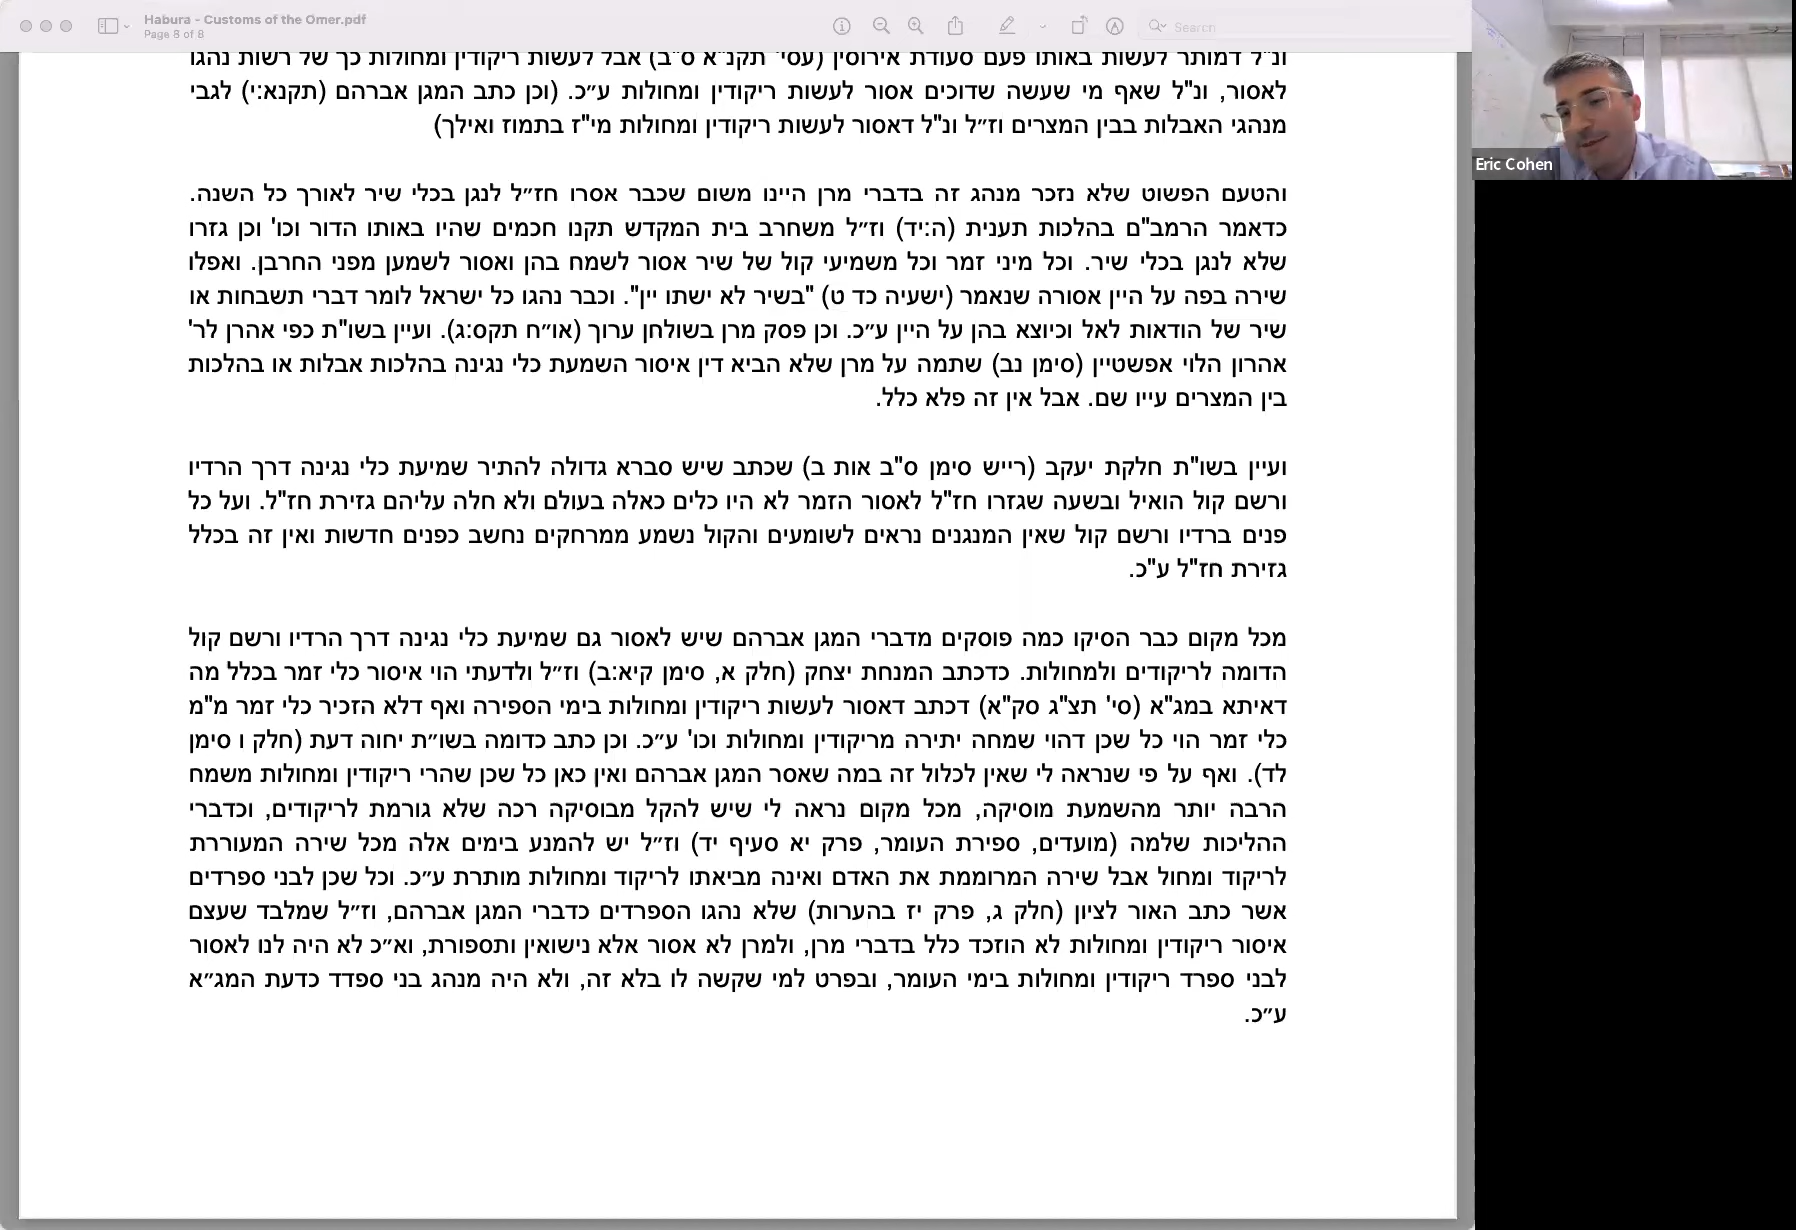 Habura - Customs of the Omer.pdf
Page 8 of 8
Search
Eric Cohen
ונ"ל דמותר לעשות באותו פעם סעודת אירוסין (עסי' תקנ"א ס"ב) אבל לעשות ריקודין ומחולות כך של רשות נהגו
לאסור, ונ"ל שאף מי שעשה שדוכים אסור לעשות ריקודין ומחולות ע״כ. (וכן כתב המגן אברהם (תקנא:י) לגבי
מנהגי האבלות בבין המצרים וז״ל ונ"ל דאסור לעשות ריקודין ומחולות מי"ז בתמוז ואילך)
והטעם הפשוט שלא נזכר מנהג זה בדברי מרן היינו משום שכבר אסרו חז״ל לנגן בכלי שיר לאורך כל השנה.
כדאמר הרמב"ם בהלכות תענית (ה:יד) וז״ל משחרב בית המקדש תקנו חכמים שהיו באותו הדור וכו' וכן גזרו
שלא לנגן בכלי שיר. וכל מיני זמר וכל משמיעי קול של שיר אסור לשמח בהן ואסור לשמען מפני החרבן. ואפלו
שירה בפה על היין אסורה שנאמר (ישעיה כד ט) "בשיר לא ישתו יין". וכבר נהגו כל ישראל לומר דברי תשבחות או
שיר של הודאות לאל וכיוצא בהן על היין ע״כ. וכן פסק מרן בשולחן ערוך (או״ח תקס:ג). ועיין בשו"ת כפי אהרן לר'
אהרון הלוי אפשטיין (סימן נב) שתמה על מרן שלא הביא דין איסור השמעת כלי נגינה בהלכות אבלות או בהלכות
בין המצרים עייו שם. אבל אין זה פלא כלל.
ועיין בשו"ת חלקת יעקב (רייש סימן ס"ב אות ב) שכתב שיש סברא גדולה להתיר שמיעת כלי נגינה דרך הרדיו
ורשם קול הואיל ובשעה שגזרו חז"ל לאסור הזמר לא היו כלים כאלה בעולם ולא חלה עליהם גזירת חז"ל. ועל כל
פנים ברדיו ורשם קול שאין המנגנים נראים לשומעים והקול נשמע ממרחקים נחשב כפנים חדשות ואין זה בכלל
גזירת חז"ל ע"כ.
מכל מקום כבר הסיקו כמה פוסקים מדברי המגן אברהם שיש לאסור גם שמיעת כלי נגינה דרך הרדיו ורשם קול
הדומה לריקודים ולמחולות. כדכתב המנחת יצחק (חלק א, סימן קיא:ב) וז״ל ולדעתי הוי איסור כלי זמר בכלל מה
דאיתא במג"א (סי' תצ"ג סק"א) דכתב דאסור לעשות ריקודין ומחולות בימי הספירה ואף דלא הזכיר כלי זמר מ"מ
כלי זמר הוי כל שכן דהוי שמחה יתירה מריקודין ומחולות וכו' ע״כ. וכן כתב כדומה בשו״ת יחוה דעת (חלק ו סימן
לד). ואף על פי שנראה לי שאין לכלול זה במה שאסר המגן אברהם ואין כאן כל שכן שהרי ריקודין ומחולות משמח
הרבה יותר מהשמעת מוסיקה, מכל מקום נראה לי שיש להקל מבוסיקה רכה שלא גורמת לריקודים, וכדברי
ההליכות שלמה (מועדים, ספירת העומר, פרק יא סעיף יד) וז״ל יש להמנע בימים אלה מכל שירה המעוררת
לריקוד ומחול אבל שירה המרוממת את האדם ואינה מביאתו לריקוד ומחולות מותרת ע״כ. וכל שכן לבני ספרדים
אשר כתב האור לציון (חלק ג, פרק יז בהערות) שלא נהגו הספרדים כדברי המגן אברהם, וז״ל שמלבד שעצם
איסור ריקודין ומחולות לא הוזכד כלל בדברי מרן, ולמרן לא אסור אלא נישואין ותספורת, וא״כ לא היה לנו לאסור
לבני ספרד ריקודין ומחולות בימי העומר, ובפרט למי שקשה לו בלא זה, ולא היה מנהג בני ספדד כדעת המג״א
ע״כ.